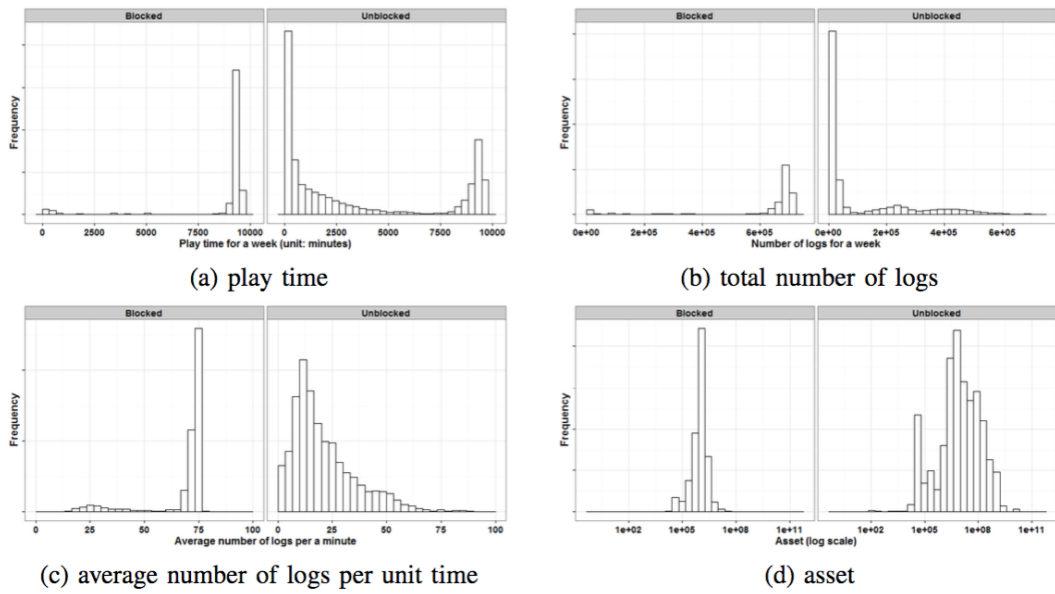 Blocked Unblocked
Frequency
0 2500 5000 7500 10000 0 2500 5000 7500 10000
Play time for a week (unit: minutes)
(a) play time
Blocked Unblocked
Frequency
0e+00 2e+05 4e+05 6e+05 0e+00 2e+05 4e+05 6e+05
Number of logs for a week
(b) total number of logs
Blocked Unblocked
Frequency
0 25 50 75 100 0 25 50 75 100
Average number of logs per a minute
(c) average number of logs per unit time
Blocked Unblocked
Frequency
1e+02 1e+05 1e+08 1e+11 1e+02 1e+05 1e+08 1e+11
Asset (log scale)
(d) asset